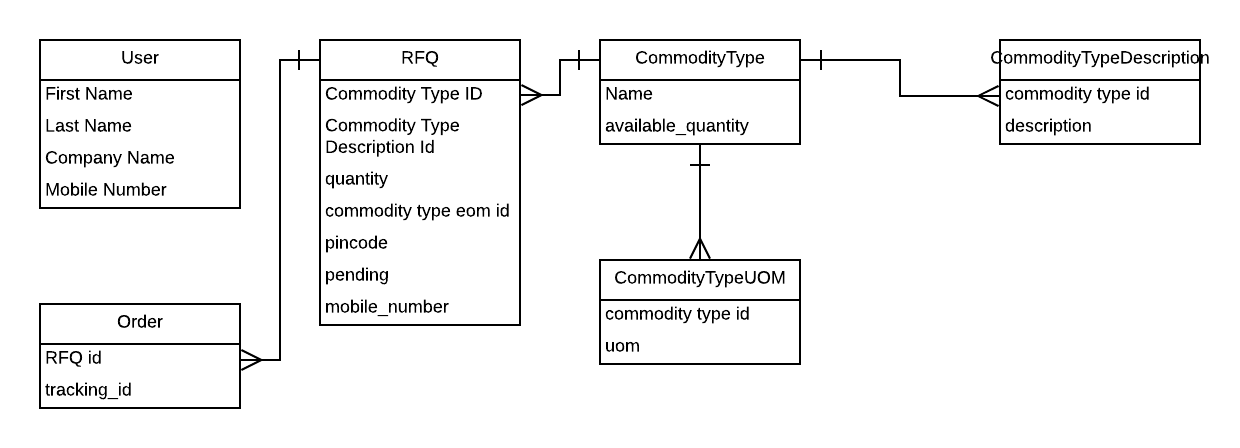 User
First Name
Last Name
Company Name
Mobile Number
RFQ
Commodity Type ID
Commodity Type
Description Id
quantity
commodity type eom id
pincode
pending
mobile_number
CommodityType
Name
available_quantity
CommodityTypeDescription
commodity type id
description
Order
RFQ id
tracking_id
CommodityTypeUOM
commodity type id
uom